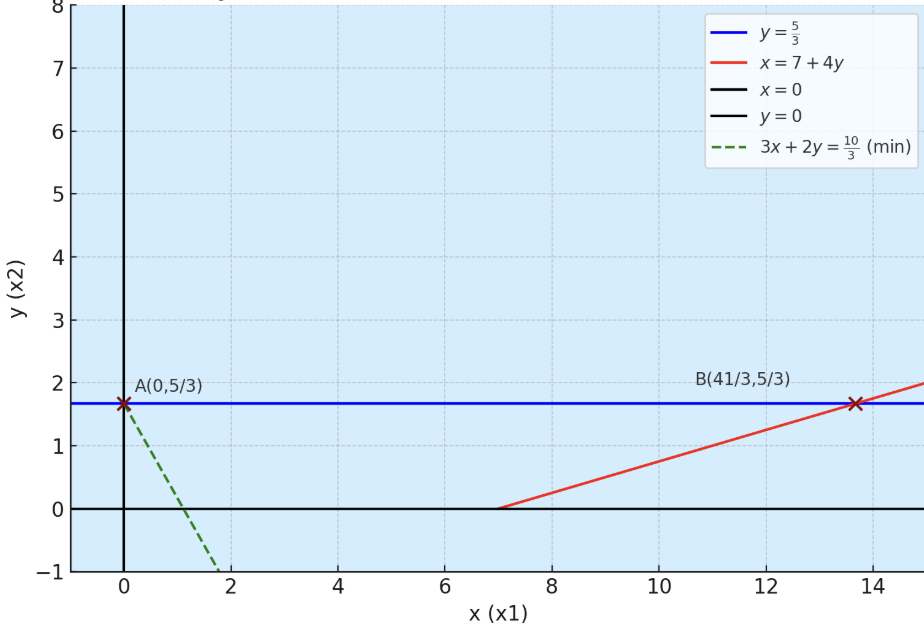 8
7
6
5
4
3
2
1
0
−1
y (x2)
y = 5/3
x = 7 + 4y
x = 0
y = 0
3x + 2y = 10/3 (min)
A(0,5/3)
B(41/3,5/3)
0 2 4 6 8 10 12 14
x (x1)